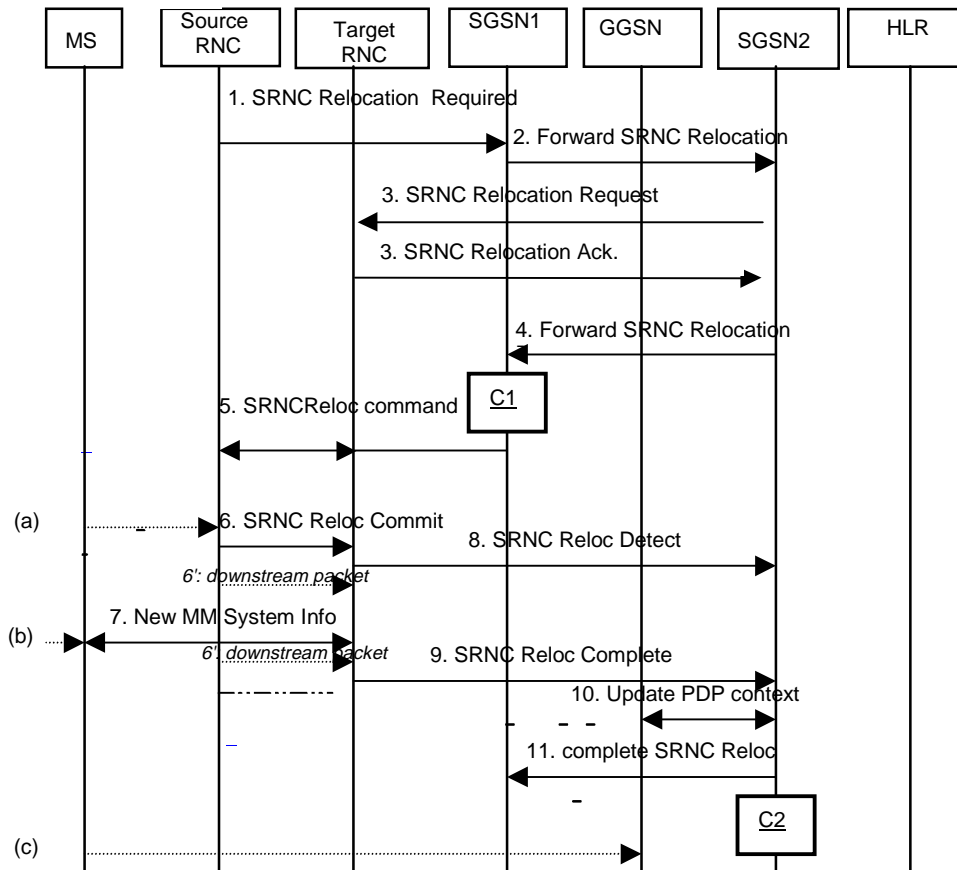 MS
Source
RNC
Target
RNC
SGSN1
GGSN
SGSN2
HLR
1. SRNC Relocation Required
2. Forward SRNC Relocation
3. SRNC Relocation Request
3. SRNC Relocation Ack.
4. Forward SRNC Relocation
C1
5. SRNCReloc command
(a)
6. SRNC Reloc Commit
8. SRNC Reloc Detect
6': downstream packet
7. New MM System Info
(b)
6': downstream packet
9. SRNC Reloc Complete
10. Update PDP context
11. complete SRNC Reloc
C2
(c)